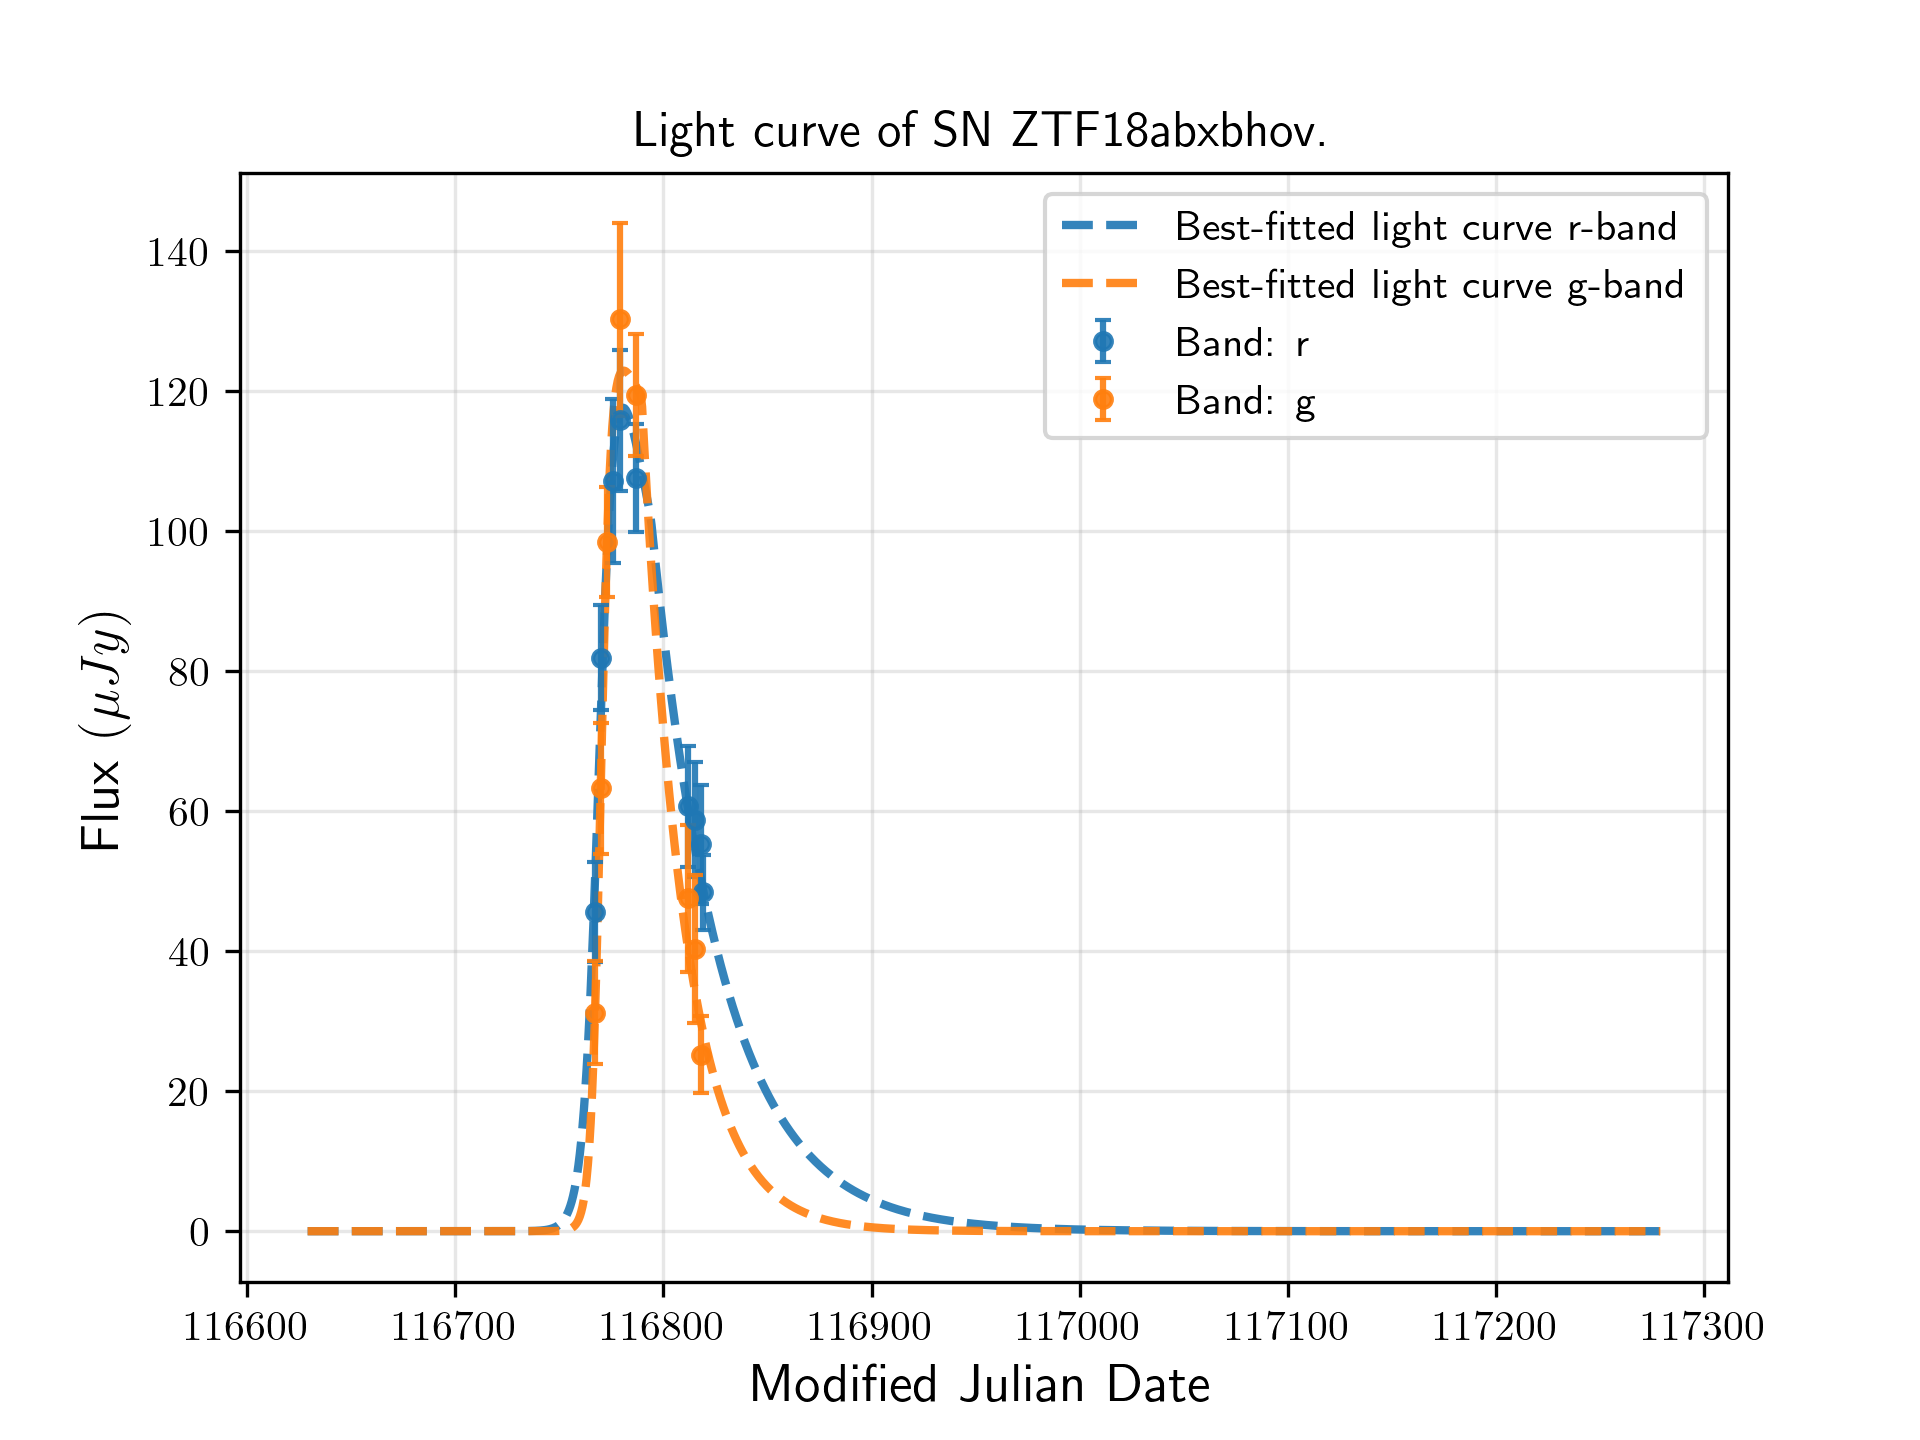 Light curve of SN ZTF18abxbhov.
Best-fitted light curve r-band
Best-fitted light curve g-band
Band: r
Band: g
140
120
100
80
60
40
20
0
Flux (μJy)
116600 116700 116800 116900 117000 117100 117200 117300
Modified Julian Date